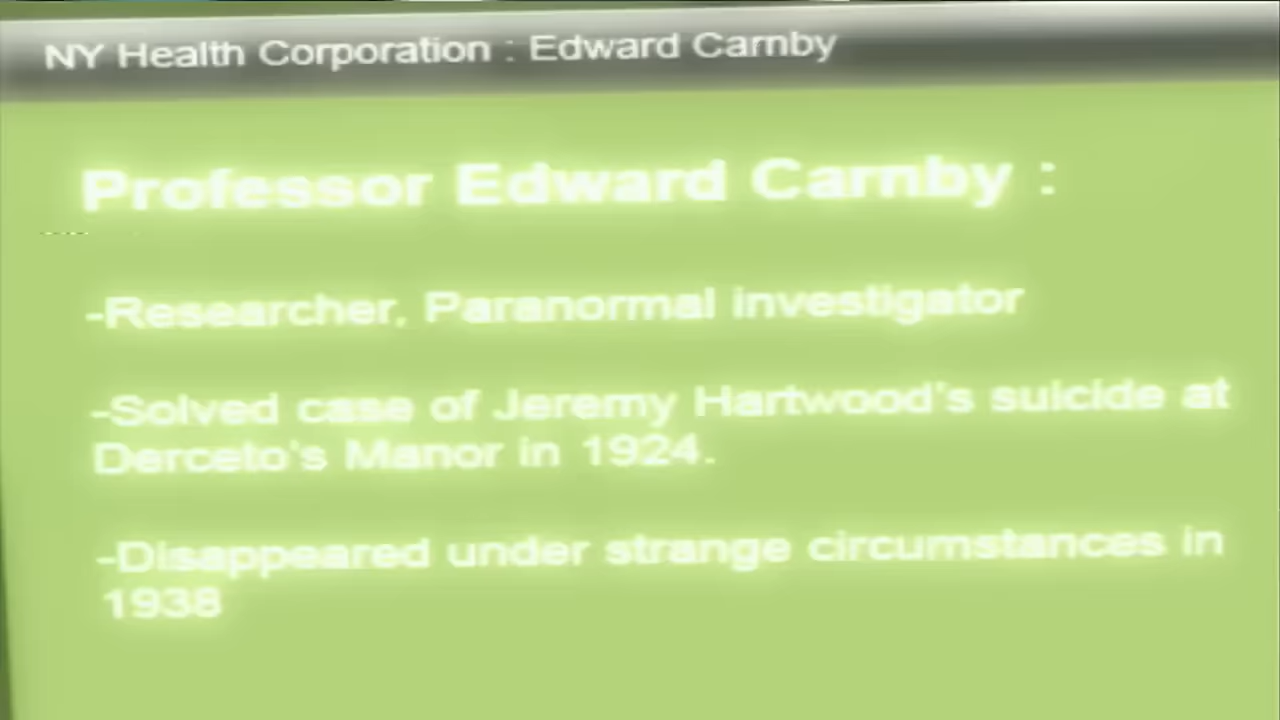 NY Health Corporation : Edward Carnby
Professor Edward Carnby :
-Researcher, Paranormal investigator
-Solved case of Jeremy Hartwood's suicide at
Derceto's Manor in 1924.
-Disappeared under strange circumstances in
1938